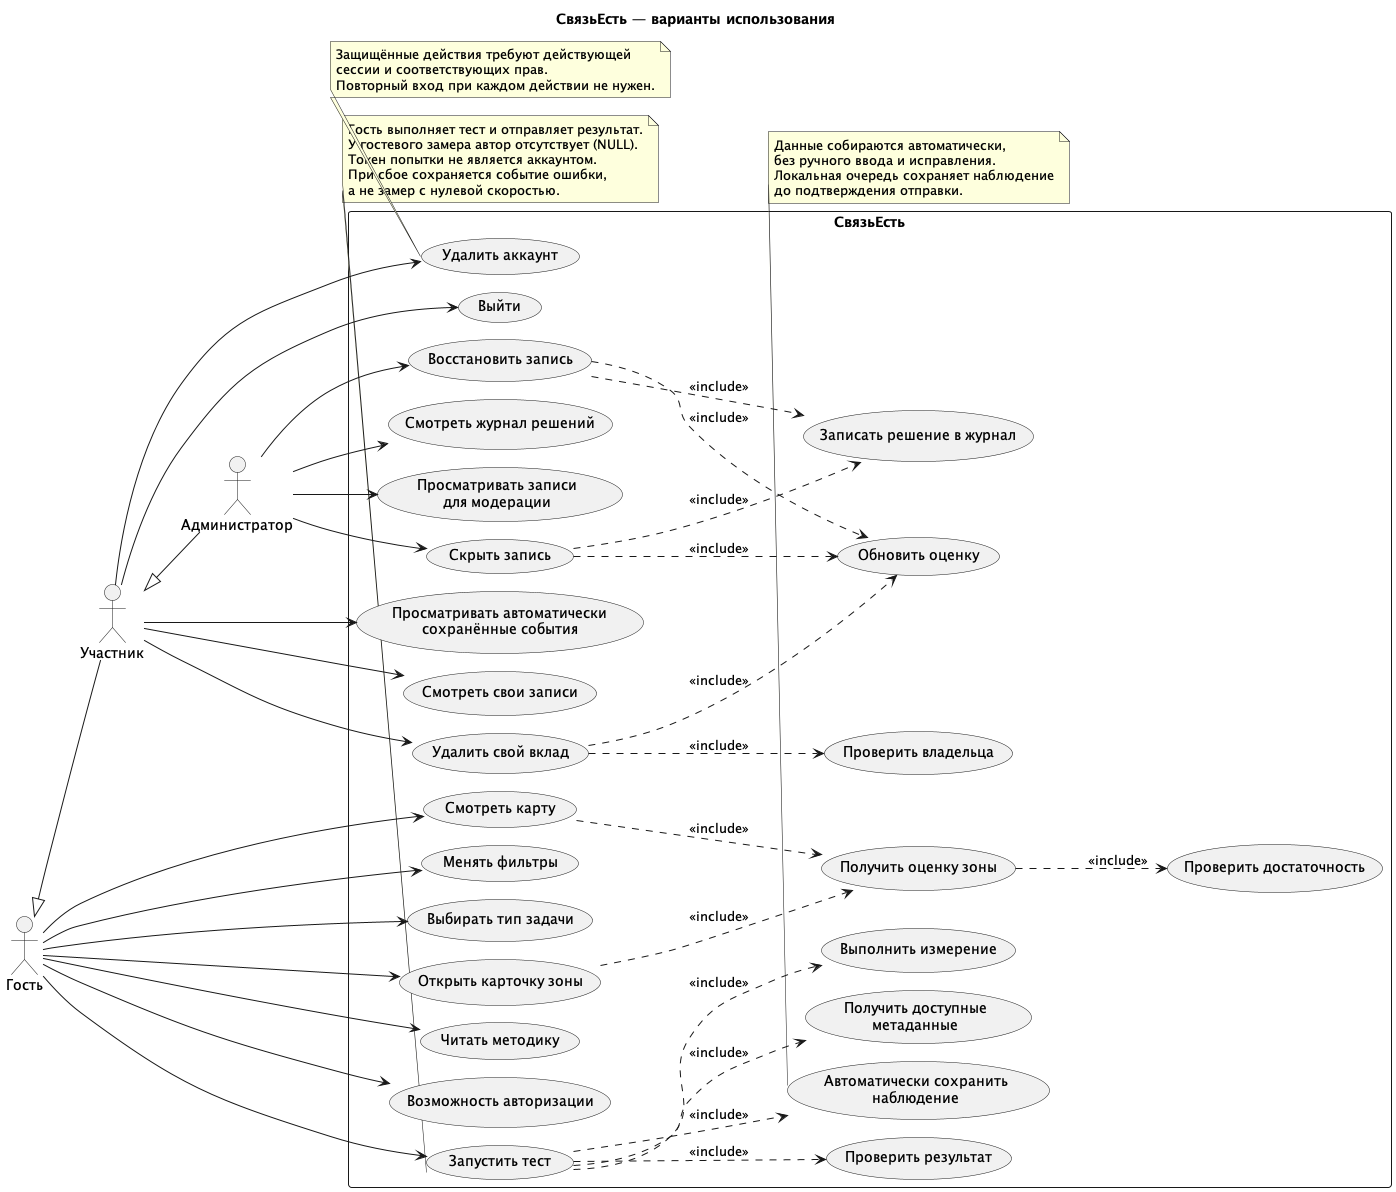 СвязьЕсть — варианты использования
Защищённые действия требуют действующей
сессии и соответствующих прав.
Повторный вход при каждом действии не нужен.
Гость выполняет тест и отправляет результат.
У гостевого замера автор отсутствует (NULL).
Токен попытки не является аккаунтом.
При сбое сохраняется событие ошибки,
а не замер с нулевой скоростью.
Данные собираются автоматически,
без ручного ввода и исправления.
Локальная очередь сохраняет наблюдение
до подтверждения отправки.
СвязьЕсть
Удалить аккаунт
Выйти
Восстановить запись
«include»
«include»
Смотреть журнал решений
Записать решение в журнал
Просматривать записи
для модерации
«include»
Администратор
Скрыть запись
«include»
Обновить оценку
Просматривать автоматически
сохранённые события
Участник
Смотреть свои записи
«include»
Удалить свой вклад
«include»
Проверить владельца
Смотреть карту
«include»
Менять фильтры
Получить оценку зоны
«include»
Проверить достаточность
Выбирать тип задачи
«include»
Выполнить измерение
Открыть карточку зоны
«include»
Гость
Получить доступные
метаданные
Читать методику
«include»
Автоматически сохранить
наблюдение
Возможность авторизации
«include»
Запустить тест
«include»
Проверить результат